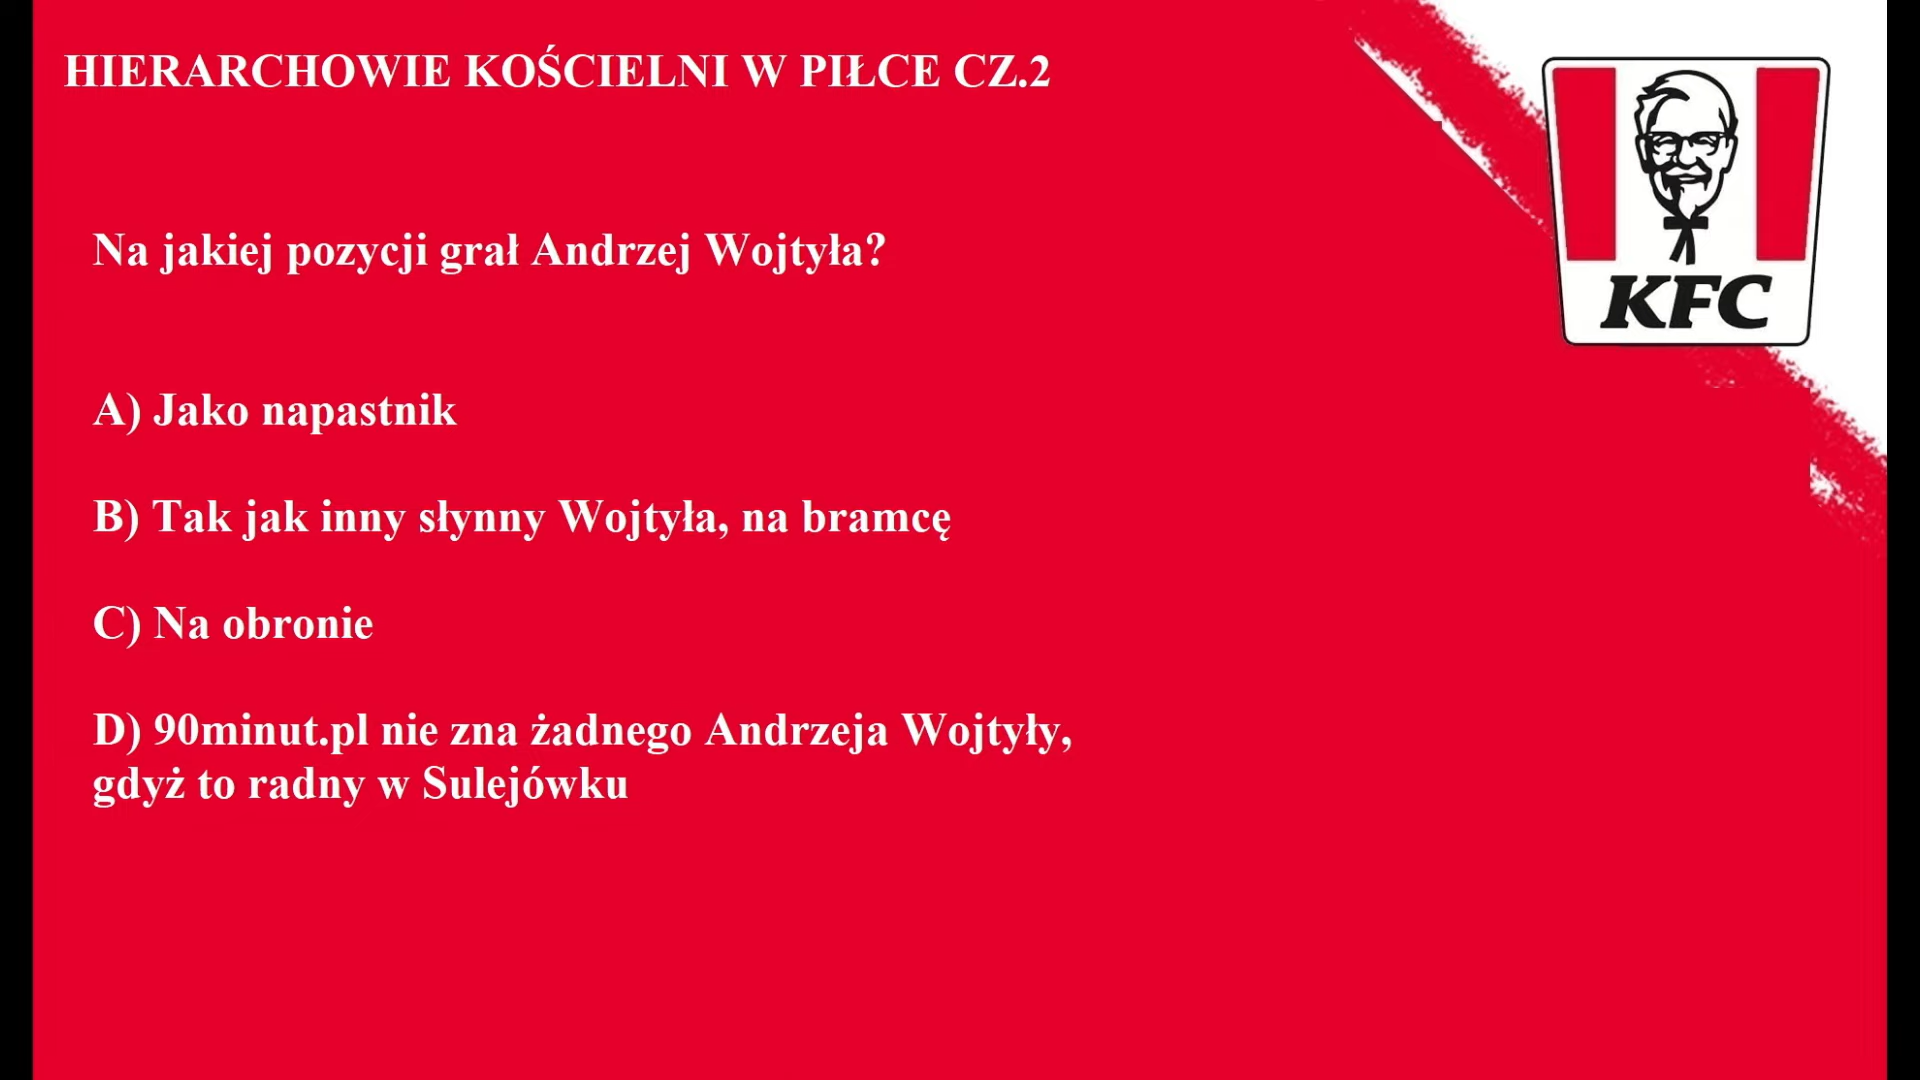 HIERARCHOWIE KOŚCIELNI W PIŁCE CZ.2
KFC
Na jakiej pozycji grał Andrzej Wojtyła?
A) Jako napastnik
B) Tak jak inny słynny Wojtyła, na bramcę
C) Na obronie
D) 90minut.pl nie zna żadnego Andrzeja Wojtyły,
gdyż to radny w Sulejówku